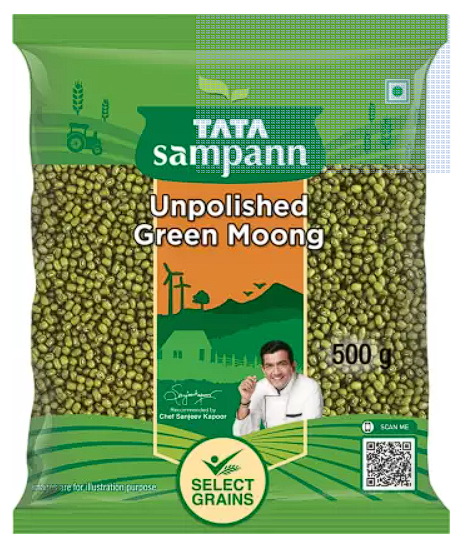 TATA
sampann
Unpolished
Green Moong
500 g
Recommended by
Chef Sanjeev Kapoor
SCAN ME
Images are for illustration purpose
SELECT
GRAINS